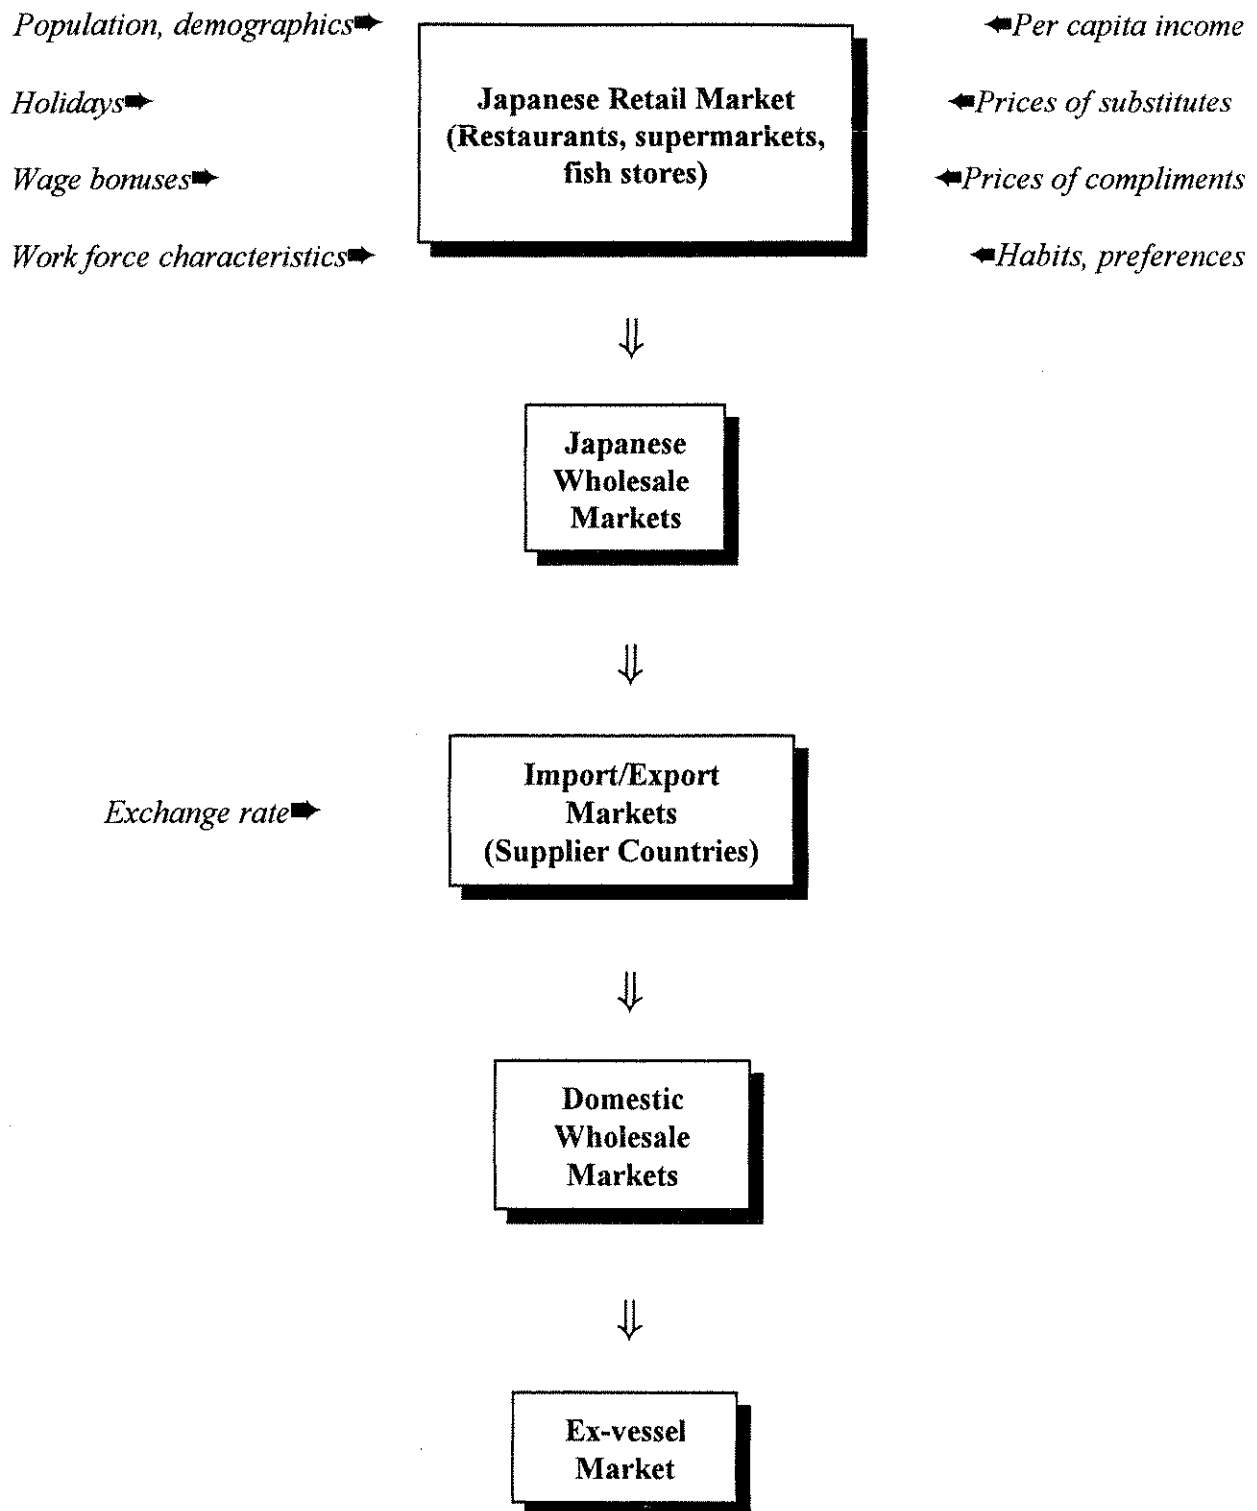 Population, demographics➨
Japanese Retail Market
(Restaurants, supermarkets,
fish stores)
Per capita income
Holidays
Prices of substitutes
Wage bonuses
Prices of compliments
Work force characteristics
Habits, preferences
⇓
Japanese
Wholesale
Markets
⇓
Exchange rate
Import/Export
Markets
(Supplier Countries)
⇓
Domestic
Wholesale
Markets
⇓
Ex-vessel
Market